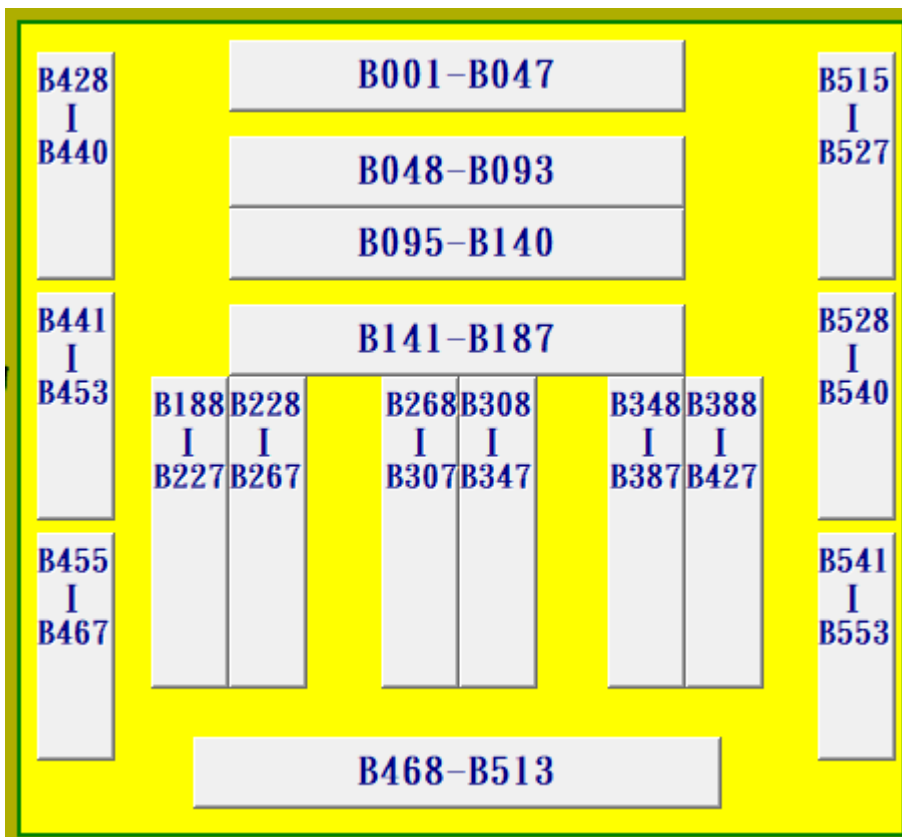 B001-B047
B048-B093
B095-B140
B141-B187
B428
I
B440
B441
I
B453
B455
I
B467
B188
I
B227
B228
I
B267
B268
I
B307
B308
I
B347
B348
I
B387
B388
I
B427
B515
I
B527
B528
I
B540
B541
I
B553
B468-B513